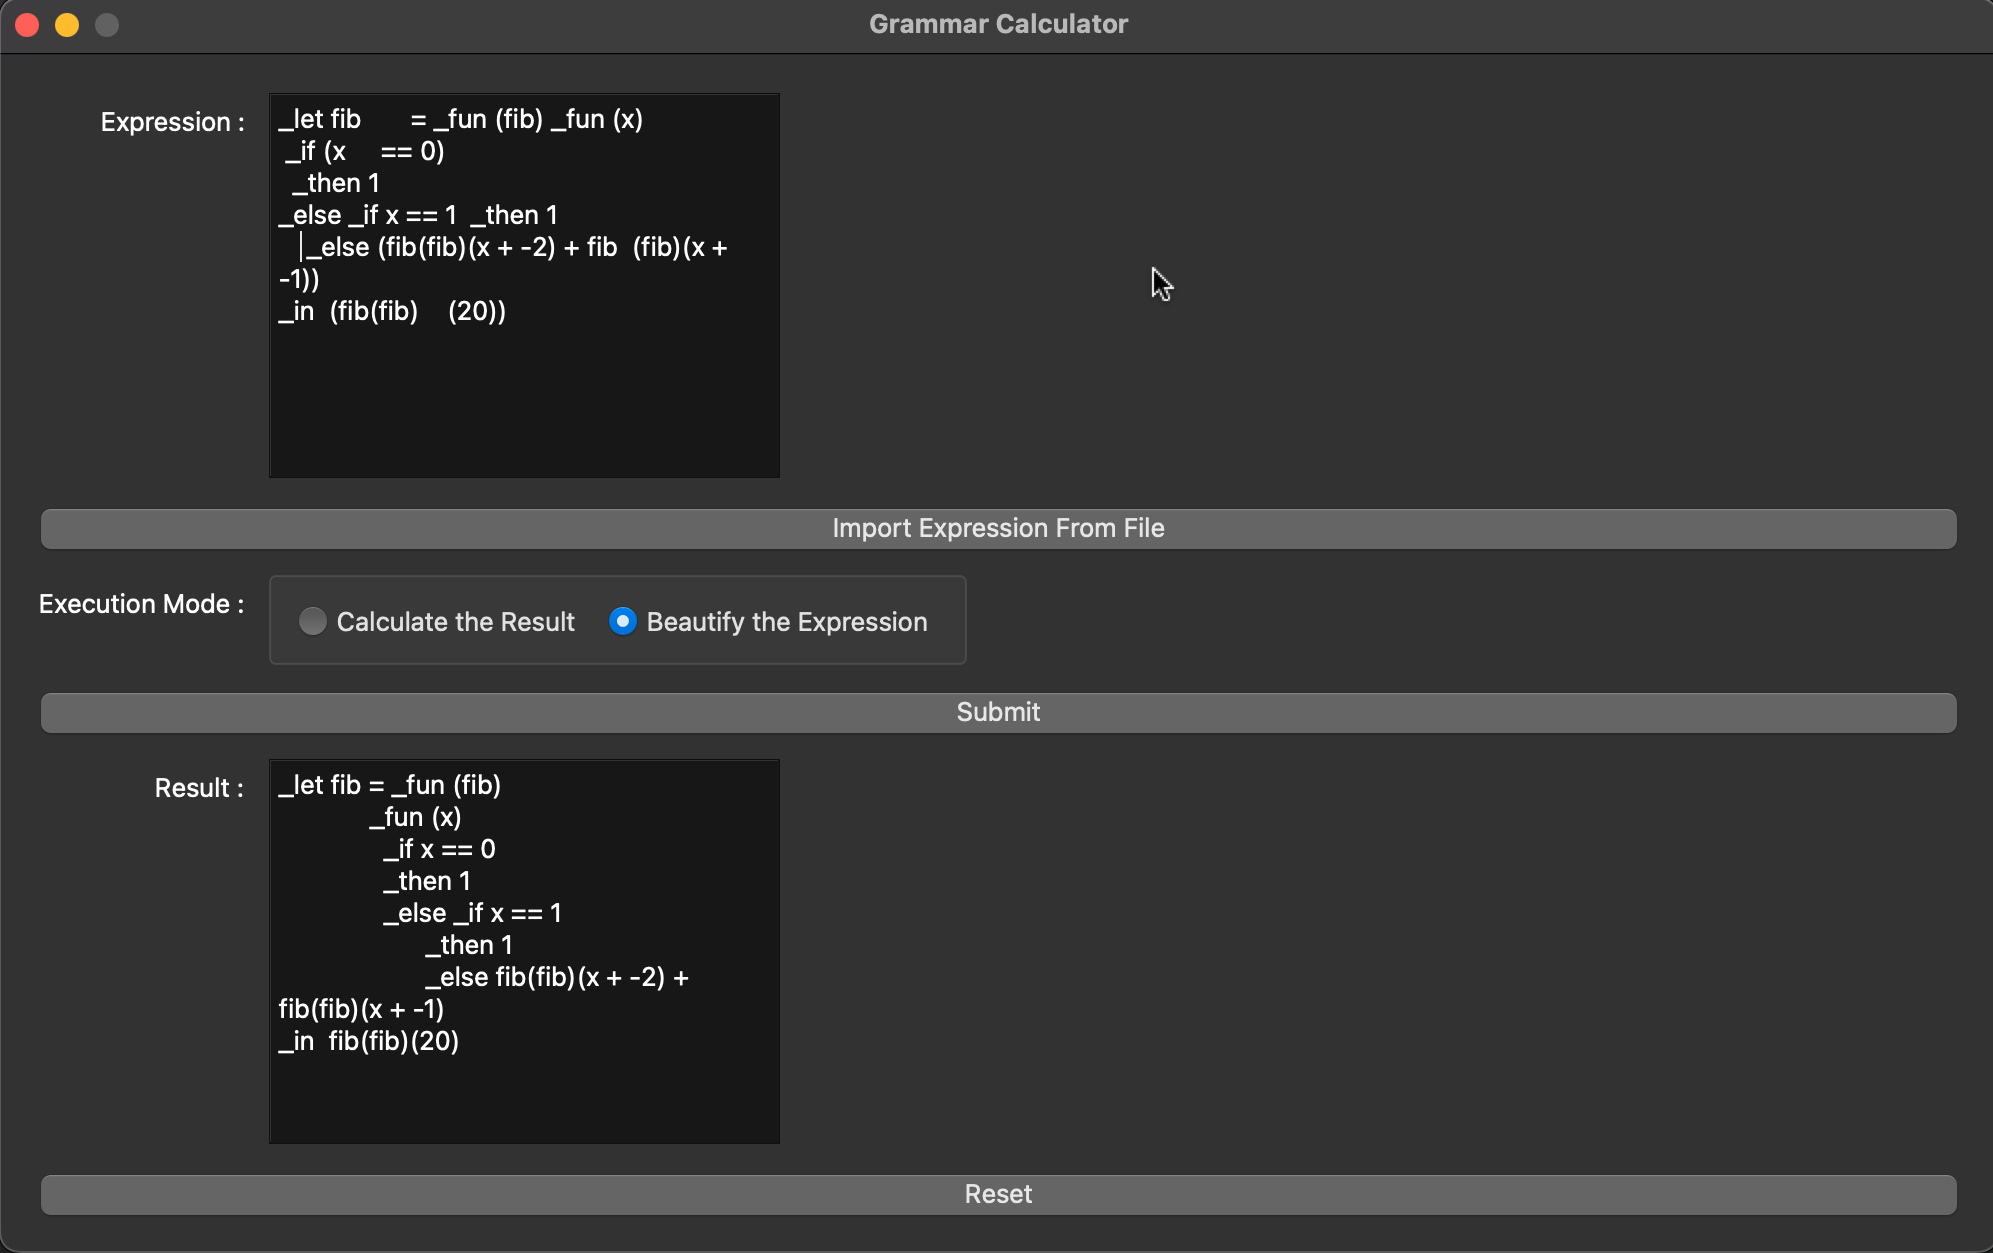 Grammar Calculator
Expression :
_let fib       = _fun (fib) _fun (x)
 _if (x     == 0)
  _then 1
_else _if x == 1  _then 1
   _else (fib(fib)(x + -2) + fib  (fib)(x +
-1))
_in  (fib(fib)    (20))
Import Expression From File
Execution Mode :
Calculate the Result
Beautify the Expression
Submit
Result :
_let fib = _fun (fib)
             _fun (x)
               _if x == 0
               _then 1
               _else _if x == 1
                     _then 1
                     _else fib(fib)(x + -2) +
fib(fib)(x + -1)
_in  fib(fib)(20)
Reset